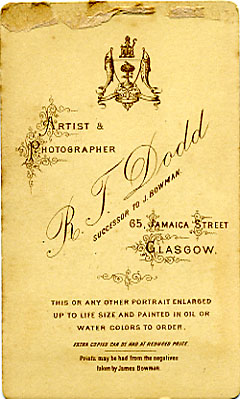 ARTIST &
PHOTOGRAPHER
R. T. Dodd
SUCCESSOR TO J. BOWMAN.
65, JAMAICA STREET
GLASGOW.
THIS OR ANY OTHER PORTRAIT ENLARGED
UP TO LIFE SIZE AND PAINTED IN OIL OR
WATER COLORS TO ORDER.
EXTRA COPIES CAN BE HAD AT REDUCED PRICE
Prints may be had from the negatives
taken by James Bowman.